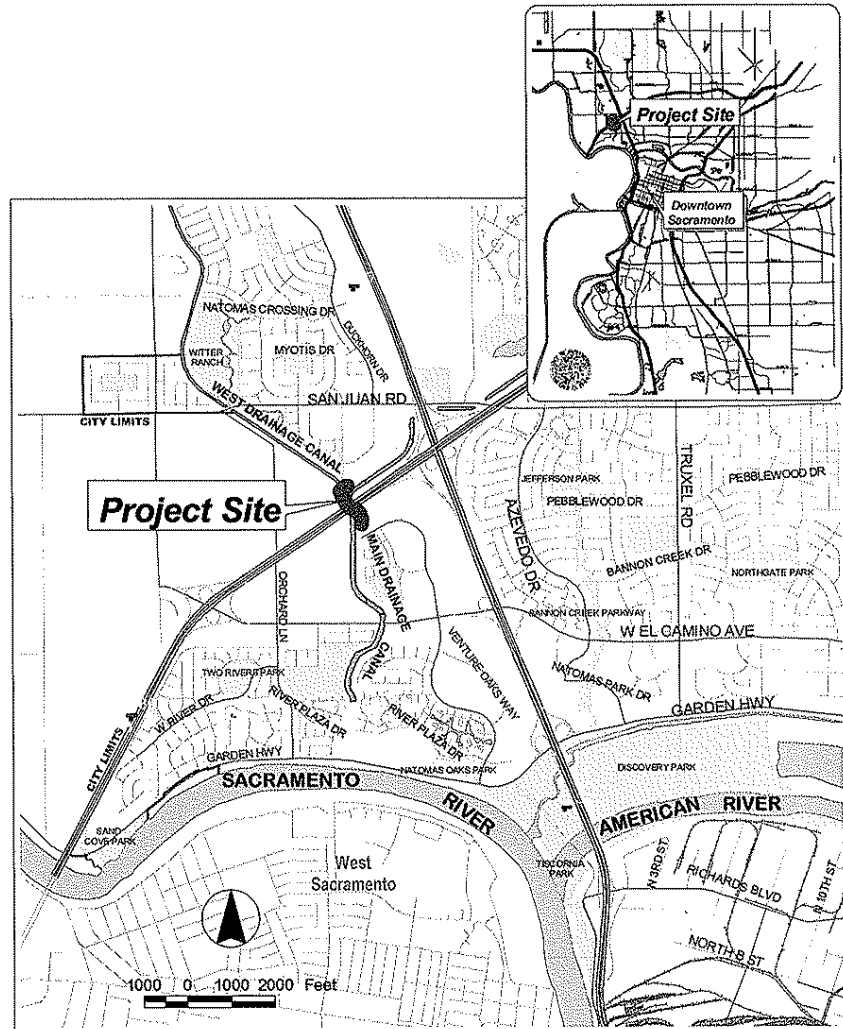 Project Site
Downtown
Sacramento
NATOMAS CROSSING DR
DUCKHORN DR
WITTER
RANCH
MYOTIS DR
WEST DRAINAGE CANAL
SAN JUAN RD
CITY LIMITS
Project Site
JEFFERSON PARK
PEBBLEWOOD DR
PEBBLEWOOD DR
TRUXEL RD
AZEVEDO DR
BANNON CREEK DR
NORTHGATE PARK
MAIN DRAINAGE
CANAL
ORCHARD LN
BANNON CREEK PARKWAY
W EL CAMINO AVE
VENTURE OAKS WAY
TWO RIVERS PARK
NATOMAS PARK DR
W RIVER DR
RIVER PLAZA DR
RIVER PLAZA DR
GARDEN HWY
CITY LIMITS
GARDEN HWY
NATOMAS OAKS PARK
DISCOVERY PARK
SACRAMENTO
RIVER
AMERICAN RIVER
SAND
COVE PARK
West
Sacramento
TISCORNIA
PARK
N 3RD ST
RICHARDS BLVD
N 10TH ST
NORTH B ST
1000 0 1000 2000 Feet